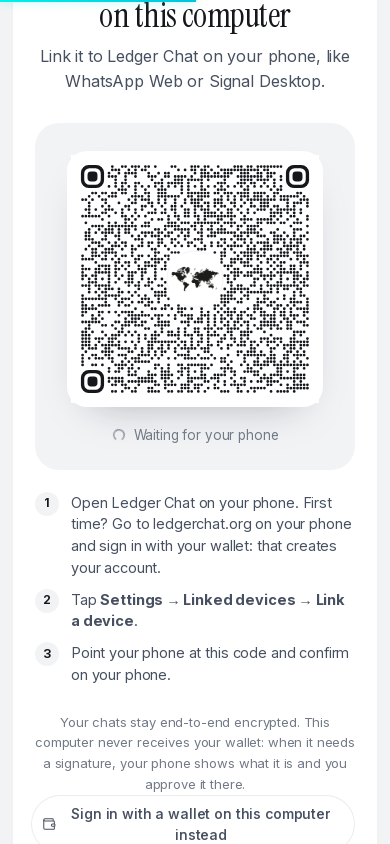 on this computer
Link it to Ledger Chat on your phone, like
WhatsApp Web or Signal Desktop.
Waiting for your phone
1
Open Ledger Chat on your phone. First
time? Go to ledgerchat.org on your phone
and sign in with your wallet: that creates
your account.
2
Tap Settings → Linked devices → Link
a device.
3
Point your phone at this code and confirm
on your phone.
Your chats stay end-to-end encrypted. This
computer never receives your wallet: when it needs
a signature, your phone shows what it is and you
approve it there.
Sign in with a wallet on this computer
instead